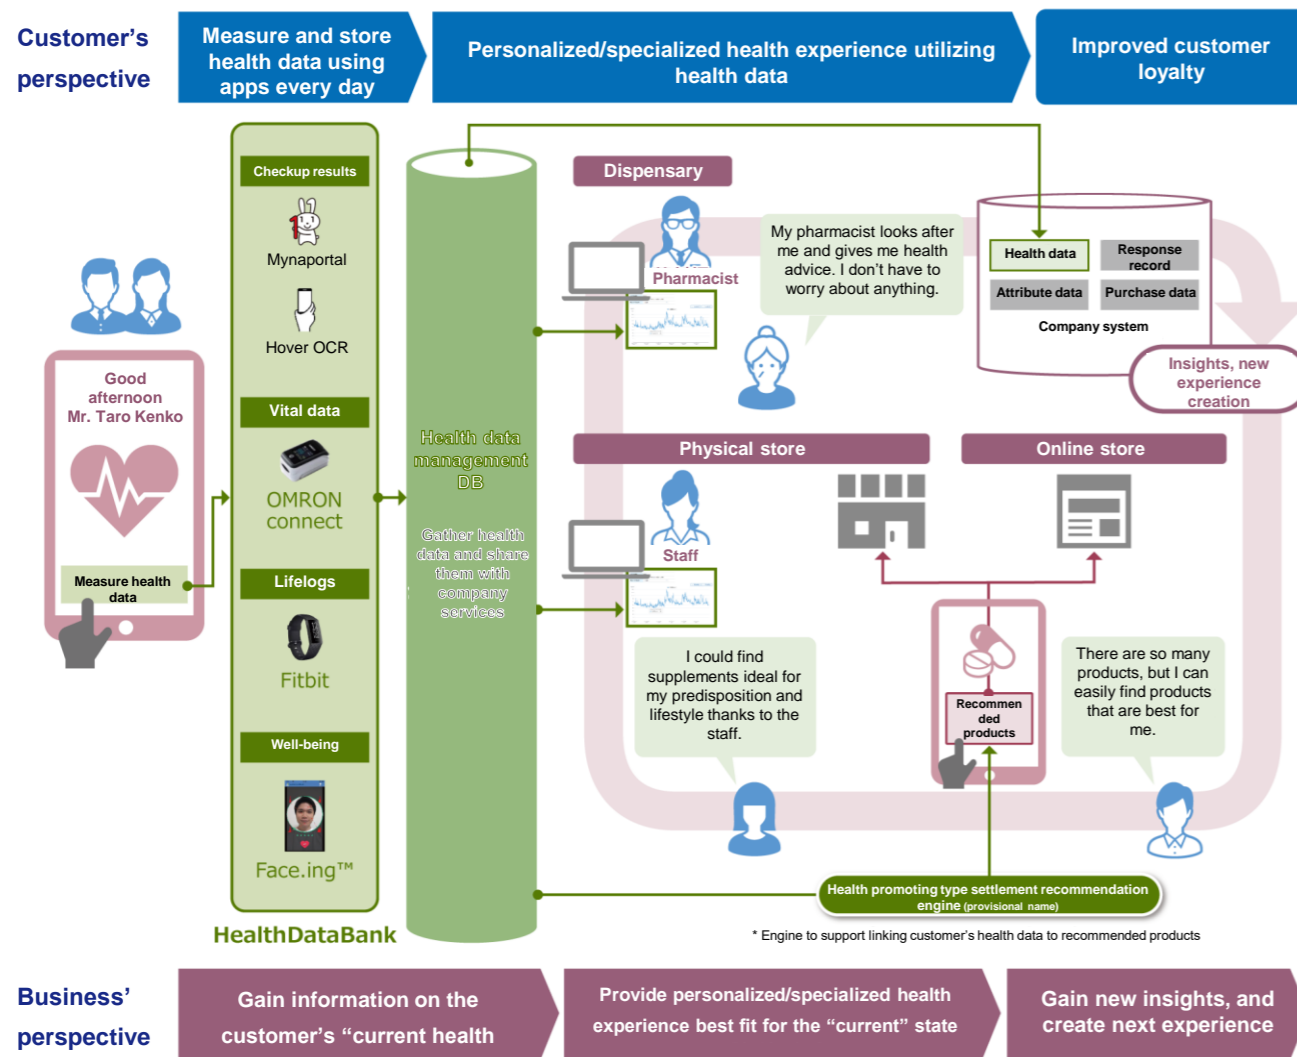 Customer's
perspective
Measure and store
health data using
apps every day
Personalized/specialized health experience utilizing
health data
Improved customer
loyalty
Checkup results
Mynaportal
Hover OCR
Vital data
OMRON
connect
Lifelogs
Fitbit
Well-being
Face.ing™
HealthDataBank
Good
afternoon
Mr. Taro Kenko
Measure health
data
Health data
management
DB
Gather health
data and share
them with
company
services
Dispensary
Pharmacist
My pharmacist looks after
me and gives me health
advice. I don't have to
worry about anything.
Health data
Response
record
Attribute data
Purchase data
Company system
Insights, new
experience
creation
Physical store
Online store
Staff
I could find
supplements ideal for
my predisposition and
lifestyle thanks to the
staff.
Recommen
ded
products
There are so many
products, but I can
easily find products
that are best for
me.
Health promoting type settlement recommendation
engine (provisional name)
* Engine to support linking customer's health data to recommended products
Business'
perspective
Gain information on the
customer's "current health
Provide personalized/specialized health
experience best fit for the "current" state
Gain new insights, and
create next experience